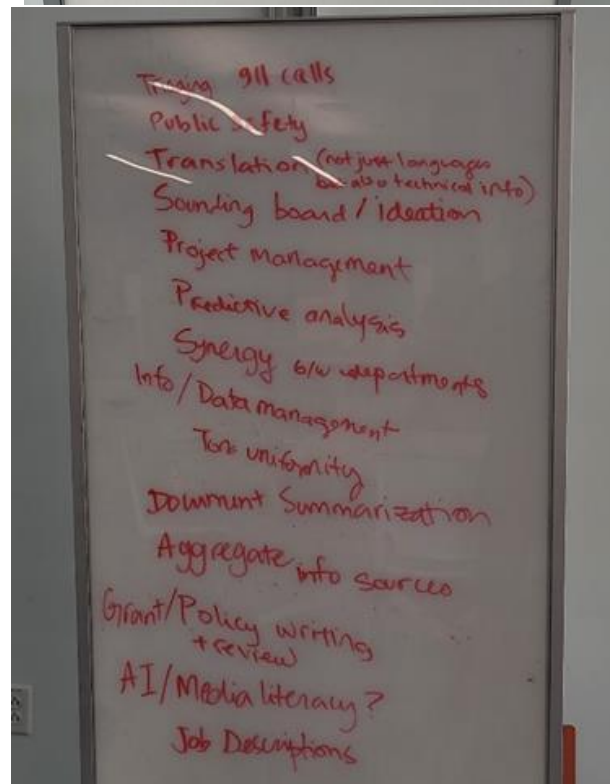 Triaging 911 calls
Public Safety
Translation (not just languages
but also technical info)
Sounding board / ideation
Project management
Predictive analysis
Synergy b/w departments
Info / Data management
Tone uniformity
Document Summarization
Aggregate info sources
Grant/Policy writing
+ review
AI/Media literacy?
Job Descriptions